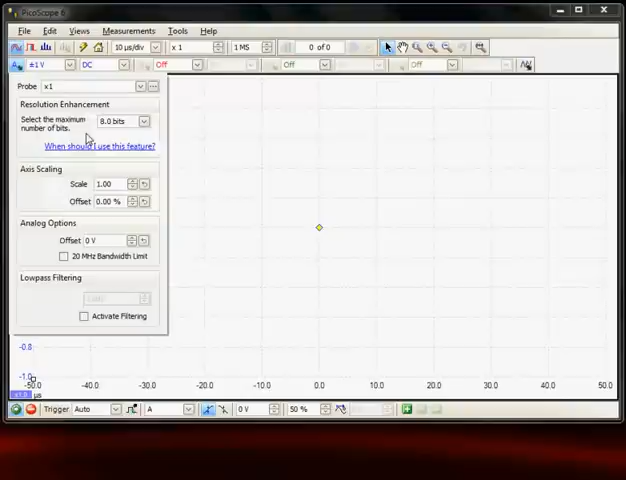 PicoScope 6
File Edit Views Measurements Tools Help
10 µs/div x 1 1 MS 0 of 0
A ±1 V DC Off Off Off
Probe x1
Resolution Enhancement
Select the maximum 8.0 bits
number of bits.
When should I use this feature?
Axis Scaling
Scale 1.00
Offset 0.00 %
Analog Options
Offset 0 V
20 MHz Bandwidth Limit
Lowpass Filtering
Activate Filtering
-0.8
-1.0
-50.0 -40.0 -30.0 -20.0 -10.0 0.0 10.0 20.0 30.0 40.0 50.0
x1.0 µs
Trigger Auto A 0 V 50 %